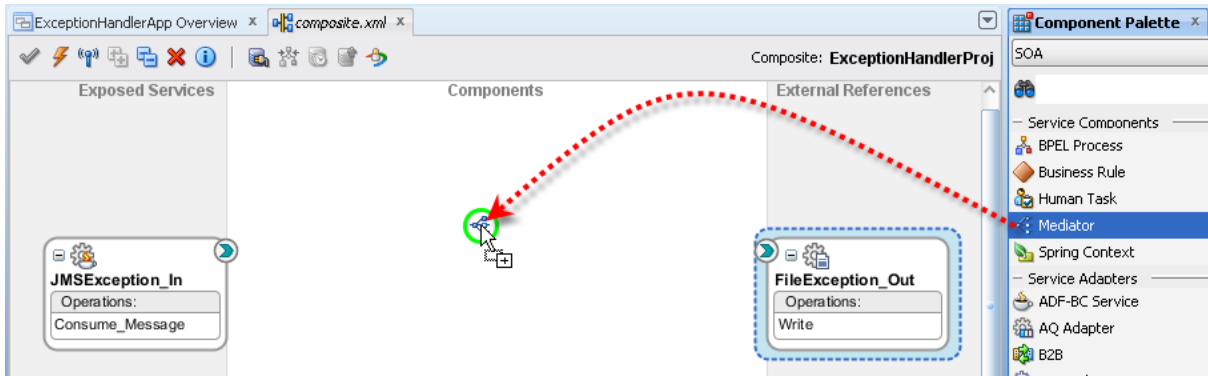 ExceptionHandlerApp Overview x composite.xml x
Component Palette x
Composite: ExceptionHandlerProj
SOA
Exposed Services
Components
External References
Service Components
BPEL Process
Business Rule
Human Task
Mediator
Spring Context
Service Adapters
ADF-BC Service
AQ Adapter
B2B
JMSException_In
Operations:
Consume_Message
FileException_Out
Operations:
Write